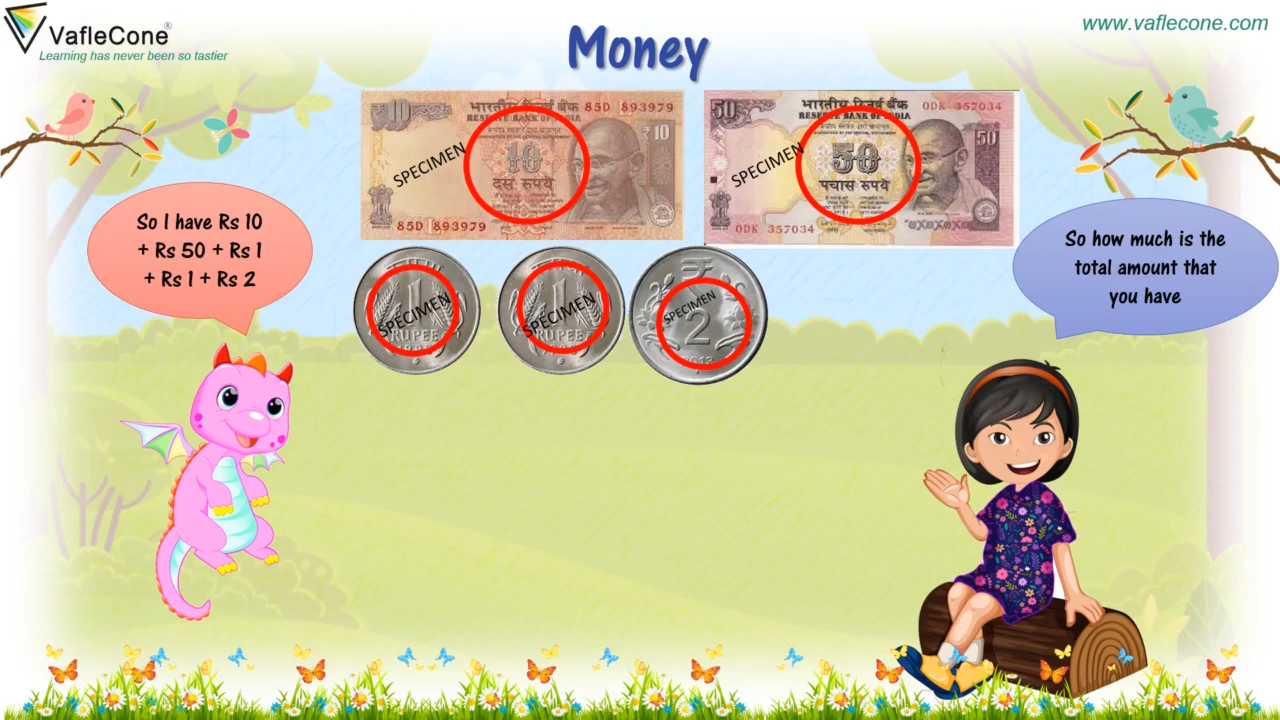 VafleCone®
Learning has never been so tastier
www.vaflecone.com
Money
10
भारतीय रिज़र्व बैंक
85D 893979
RESERVE BANK OF INDIA
₹10
SPECIMEN
10
दस रुपये
85D 893979
50
भारतीय रिज़र्व बैंक
0DK 357034
RESERVE BANK OF INDIA
50
SPECIMEN
50
पचास रुपये
0DK 357034
1
SPECIMEN
RUPEE
1
SPECIMEN
RUPEE
₹
SPECIMEN
2
So I have Rs 10
+ Rs 50 + Rs 1
+ Rs 1 + Rs 2
So how much is the
total amount that
you have